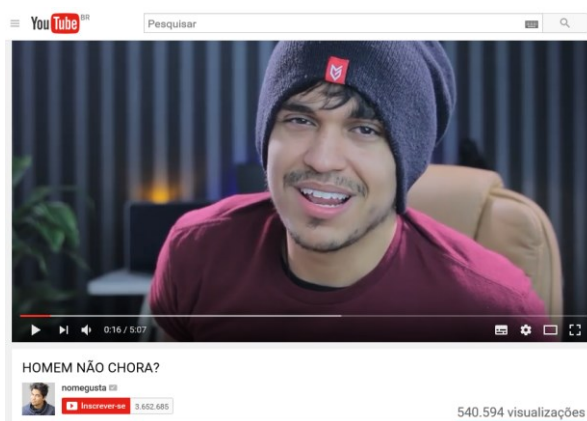 YouTube BR
Pesquisar
0:16 / 5:07
HOMEM NÃO CHORA?
nomegusta
Inscrever-se 3.652.685
540.594 visualizações